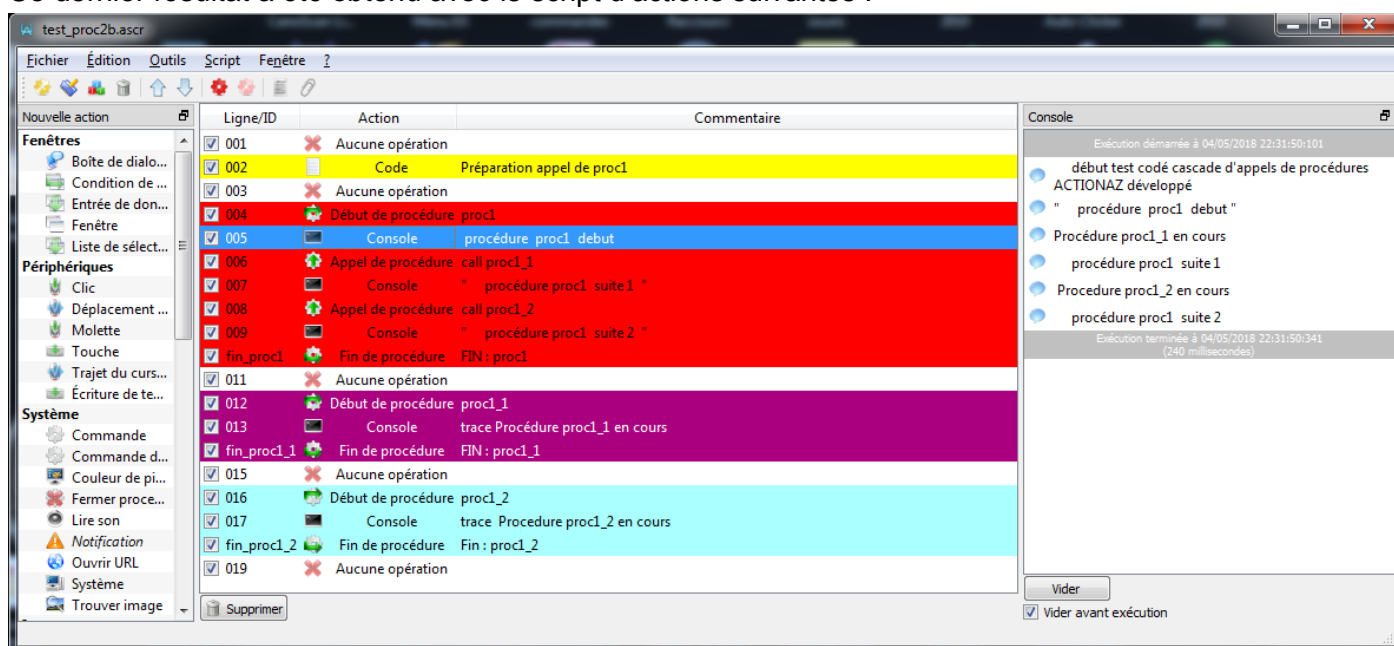 test_proc2b.ascr
Fichier Édition Outils Script Fenêtre ?
Nouvelle action
Fenêtres
Boîte de dialo...
Condition de ...
Entrée de don...
Fenêtre
Liste de sélect...
Périphériques
Clic
Déplacement ...
Molette
Touche
Trajet du curs...
Écriture de te...
Système
Commande
Commande d...
Couleur de pi...
Fermer proce...
Lire son
Notification
Ouvrir URL
Système
Trouver image
Ligne/ID Action Commentaire
001 Aucune opération
002 Code Préparation appel de proc1
003 Aucune opération
004 Début de procédure proc1
005 Console procédure proc1 debut
006 Appel de procédure call proc1_1
007 Console " procédure proc1 suite 1 "
008 Appel de procédure call proc1_2
009 Console " procédure proc1 suite 2 "
fin_proc1 Fin de procédure FIN : proc1
011 Aucune opération
012 Début de procédure proc1_1
013 Console trace Procédure proc1_1 en cours
fin_proc1_1 Fin de procédure FIN : proc1_1
015 Aucune opération
016 Début de procédure proc1_2
017 Console trace Procedure proc1_2 en cours
fin_proc1_2 Fin de procédure Fin : proc1_2
019 Aucune opération
Supprimer
Console
Exécution démarrée à 04/05/2018 22:31:50:101
début test codé cascade d'appels de procédures
ACTIONAZ développé
" procédure proc1 debut "
Procédure proc1_1 en cours
procédure proc1 suite 1
Procedure proc1_2 en cours
procédure proc1 suite 2
Exécution terminée à 04/05/2018 22:31:50:341
(240 millisecondes)
Vider
Vider avant exécution